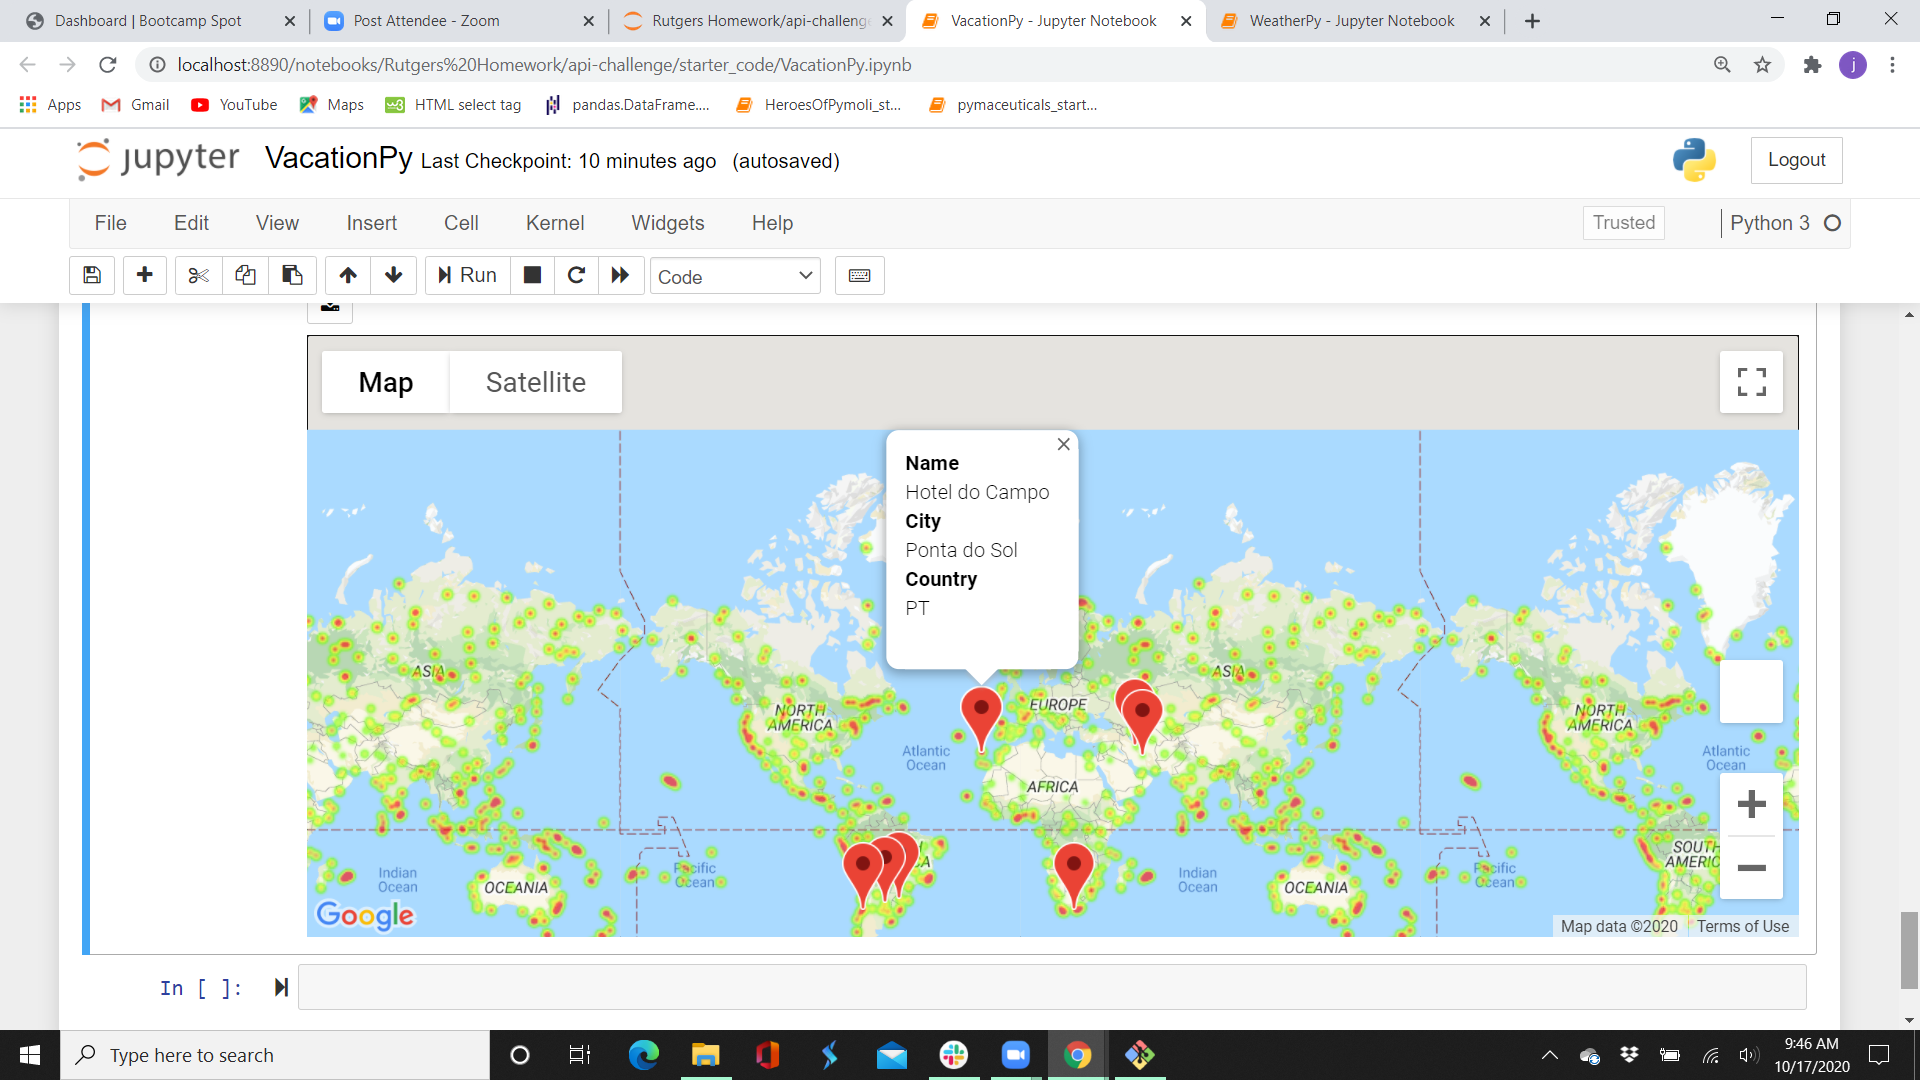 Dashboard | Bootcamp Spot
Post Attendee - Zoom
Rutgers Homework/api-challenge
VacationPy - Jupyter Notebook
WeatherPy - Jupyter Notebook
localhost:8890/notebooks/Rutgers%20Homework/api-challenge/starter_code/VacationPy.ipynb
j
Apps
Gmail
YouTube
Maps
HTML select tag
pandas.DataFrame....
HeroesOfPymoli_st...
pymaceuticals_start...
jupyter
VacationPy Last Checkpoint: 10 minutes ago (autosaved)
Logout
File Edit View Insert Cell Kernel Widgets Help
Trusted
Python 3
Run
Code
Map
Satellite
Name
Hotel do Campo
City
Ponta do Sol
Country
PT
ASIA
NORTH
AMERICA
EUROPE
ASIA
NORTH
AMERICA
Atlantic
Ocean
Atlantic
Ocean
AFRICA
Indian
Ocean
OCEANIA
Pacific
Ocean
Indian
Ocean
OCEANIA
Pacific
Ocean
SOUTH
AMERIC
Google
Map data ©2020
Terms of Use
In [ ]:
Type here to search
9:46 AM
10/17/2020